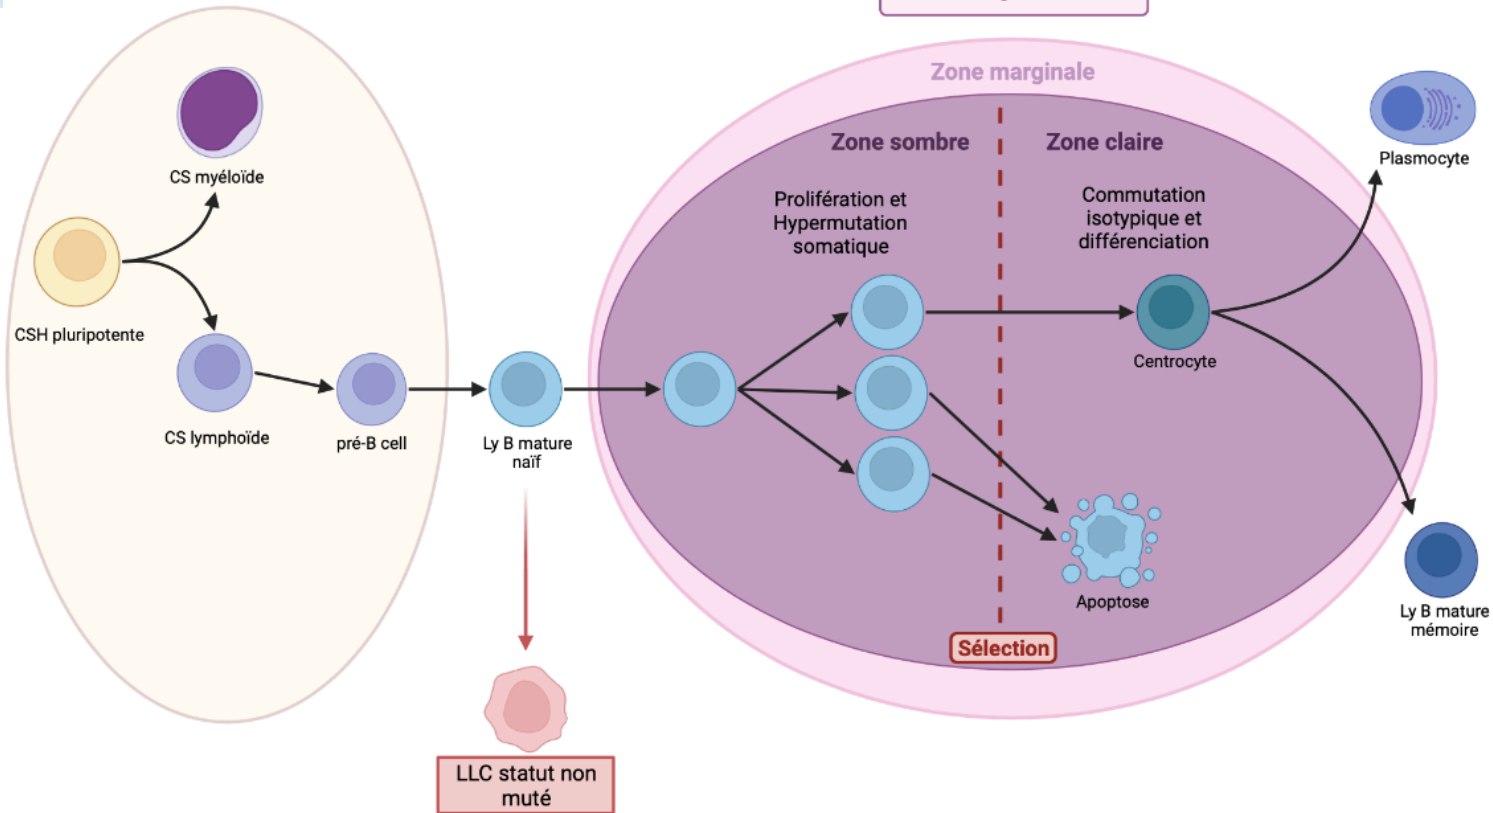 Zone marginale
Zone sombre
Zone claire
Prolifération et
Hypermutation
somatique
Commutation
isotypique et
différenciation
CS myéloïde
Plasmocyte
CSH pluripotente
Centrocyte
CS lymphoïde
pré-B cell
Ly B mature
naïf
Apoptose
Ly B mature
mémoire
Sélection
LLC statut non
muté